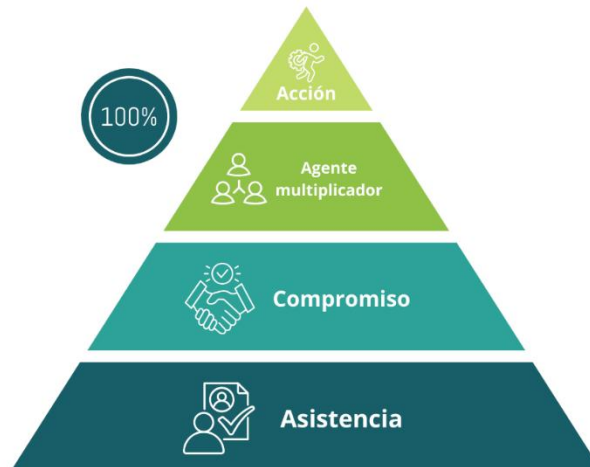 Acción
100%
Agente
multiplicador
Compromiso
Asistencia